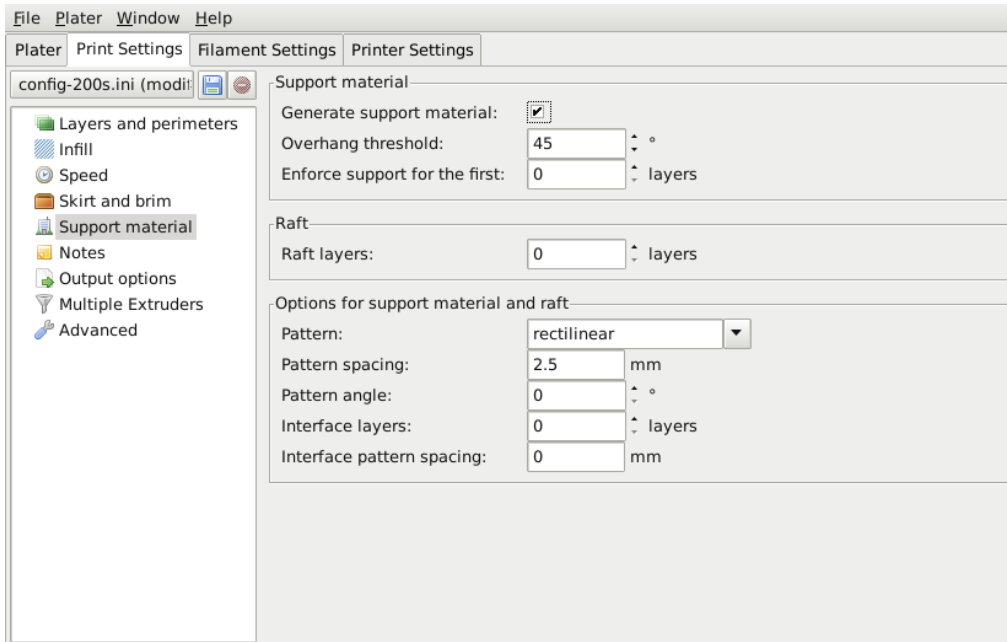 File Plater Window Help
Plater Print Settings Filament Settings Printer Settings
config-200s.ini (modif
Layers and perimeters
Infill
Speed
Skirt and brim
Support material
Notes
Output options
Multiple Extruders
Advanced
Support material
Generate support material:
Overhang threshold: 45 °
Enforce support for the first: 0 layers
Raft
Raft layers: 0 layers
Options for support material and raft
Pattern: rectilinear
Pattern spacing: 2.5 mm
Pattern angle: 0 °
Interface layers: 0 layers
Interface pattern spacing: 0 mm